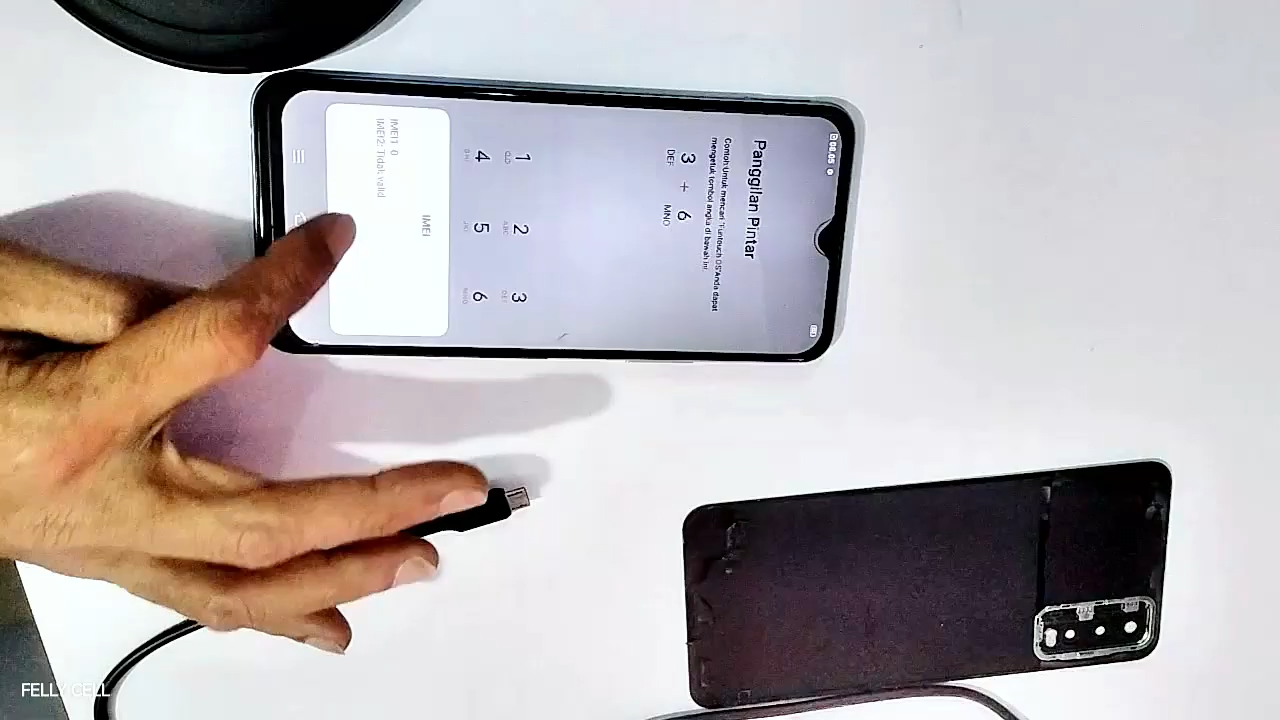 08.05
Panggilan Pintar
Contoh: Untuk mencari "Funtouch OS" Anda dapat
mengetuk tombol angka di bawah ini:
3 + 6
DEF MNO
1 2 3
ABC DEF
4 5 6
GHI JKL MNO
IMEI
IMEI1: 0
IMEI2: Tidak valid
FELLY CELL